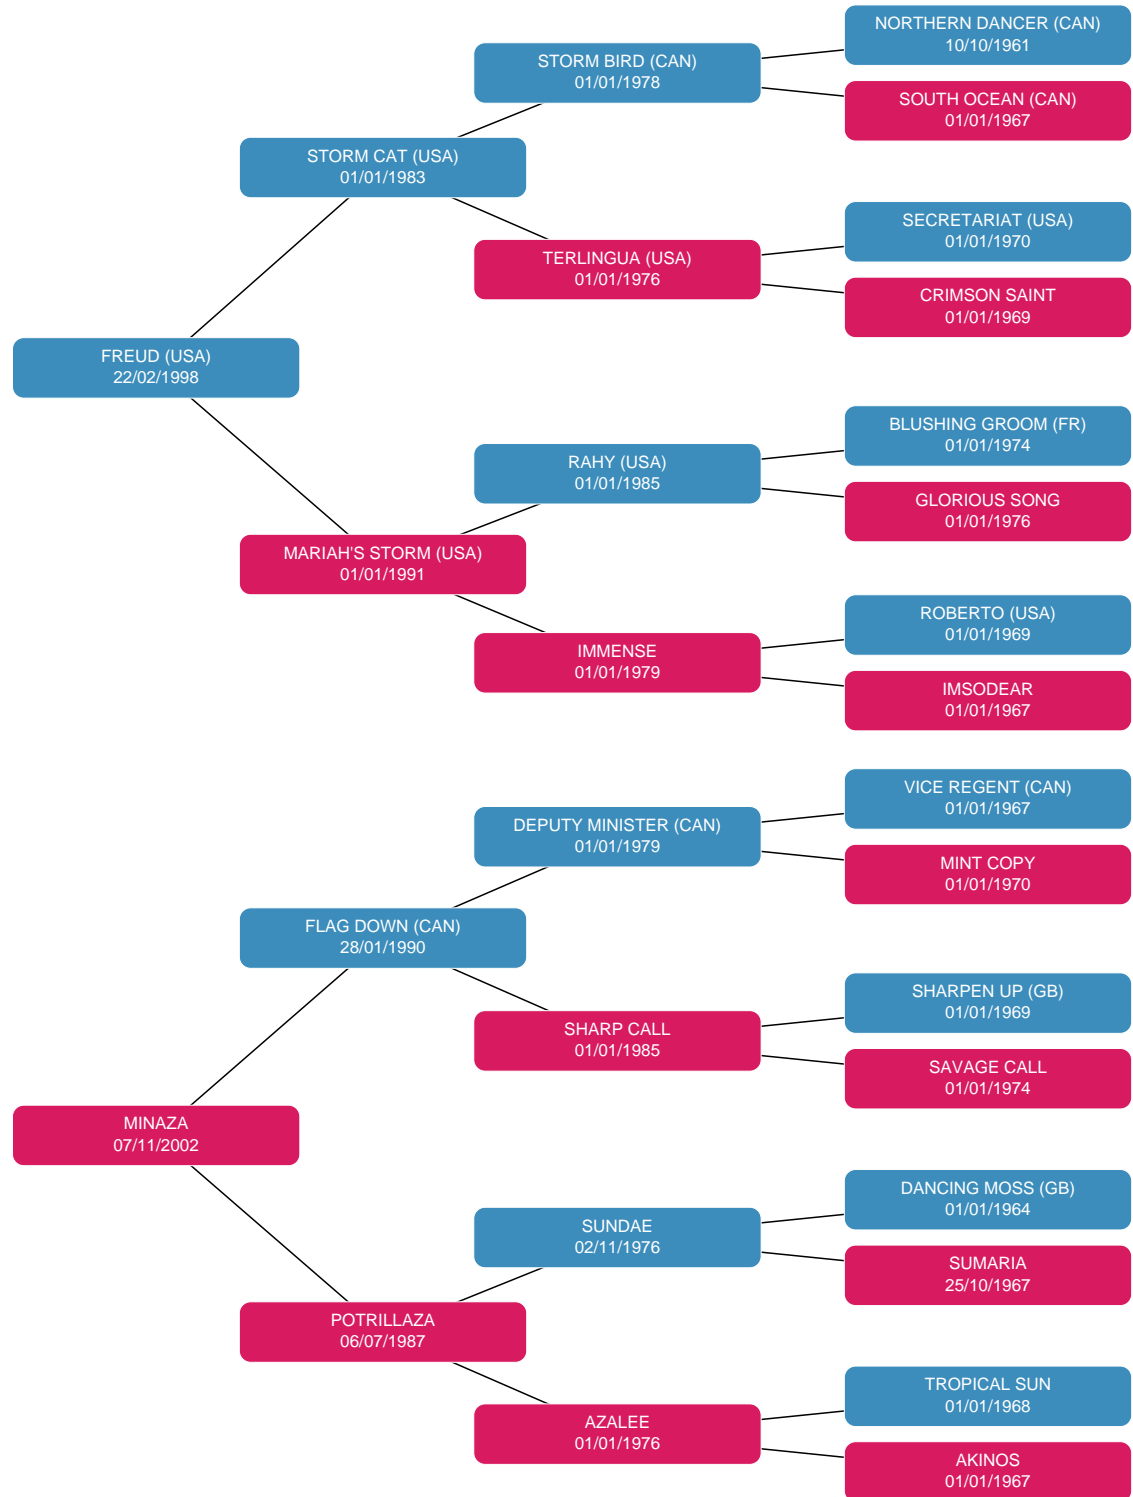 NORTHERN DANCER (CAN)
10/10/1961
STORM BIRD (CAN)
01/01/1978
SOUTH OCEAN (CAN)
01/01/1967
STORM CAT (USA)
01/01/1983
SECRETARIAT (USA)
01/01/1970
TERLINGUA (USA)
01/01/1976
CRIMSON SAINT
01/01/1969
FREUD (USA)
22/02/1998
BLUSHING GROOM (FR)
01/01/1974
RAHY (USA)
01/01/1985
GLORIOUS SONG
01/01/1976
MARIAH'S STORM (USA)
01/01/1991
ROBERTO (USA)
01/01/1969
IMMENSE
01/01/1979
IMSODEAR
01/01/1967
VICE REGENT (CAN)
01/01/1967
DEPUTY MINISTER (CAN)
01/01/1979
MINT COPY
01/01/1970
FLAG DOWN (CAN)
28/01/1990
SHARPEN UP (GB)
01/01/1969
SHARP CALL
01/01/1985
SAVAGE CALL
01/01/1974
MINAZA
07/11/2002
DANCING MOSS (GB)
01/01/1964
SUNDAE
02/11/1976
SUMARIA
25/10/1967
POTRILLAZA
06/07/1987
TROPICAL SUN
01/01/1968
AZALEE
01/01/1976
AKINOS
01/01/1967